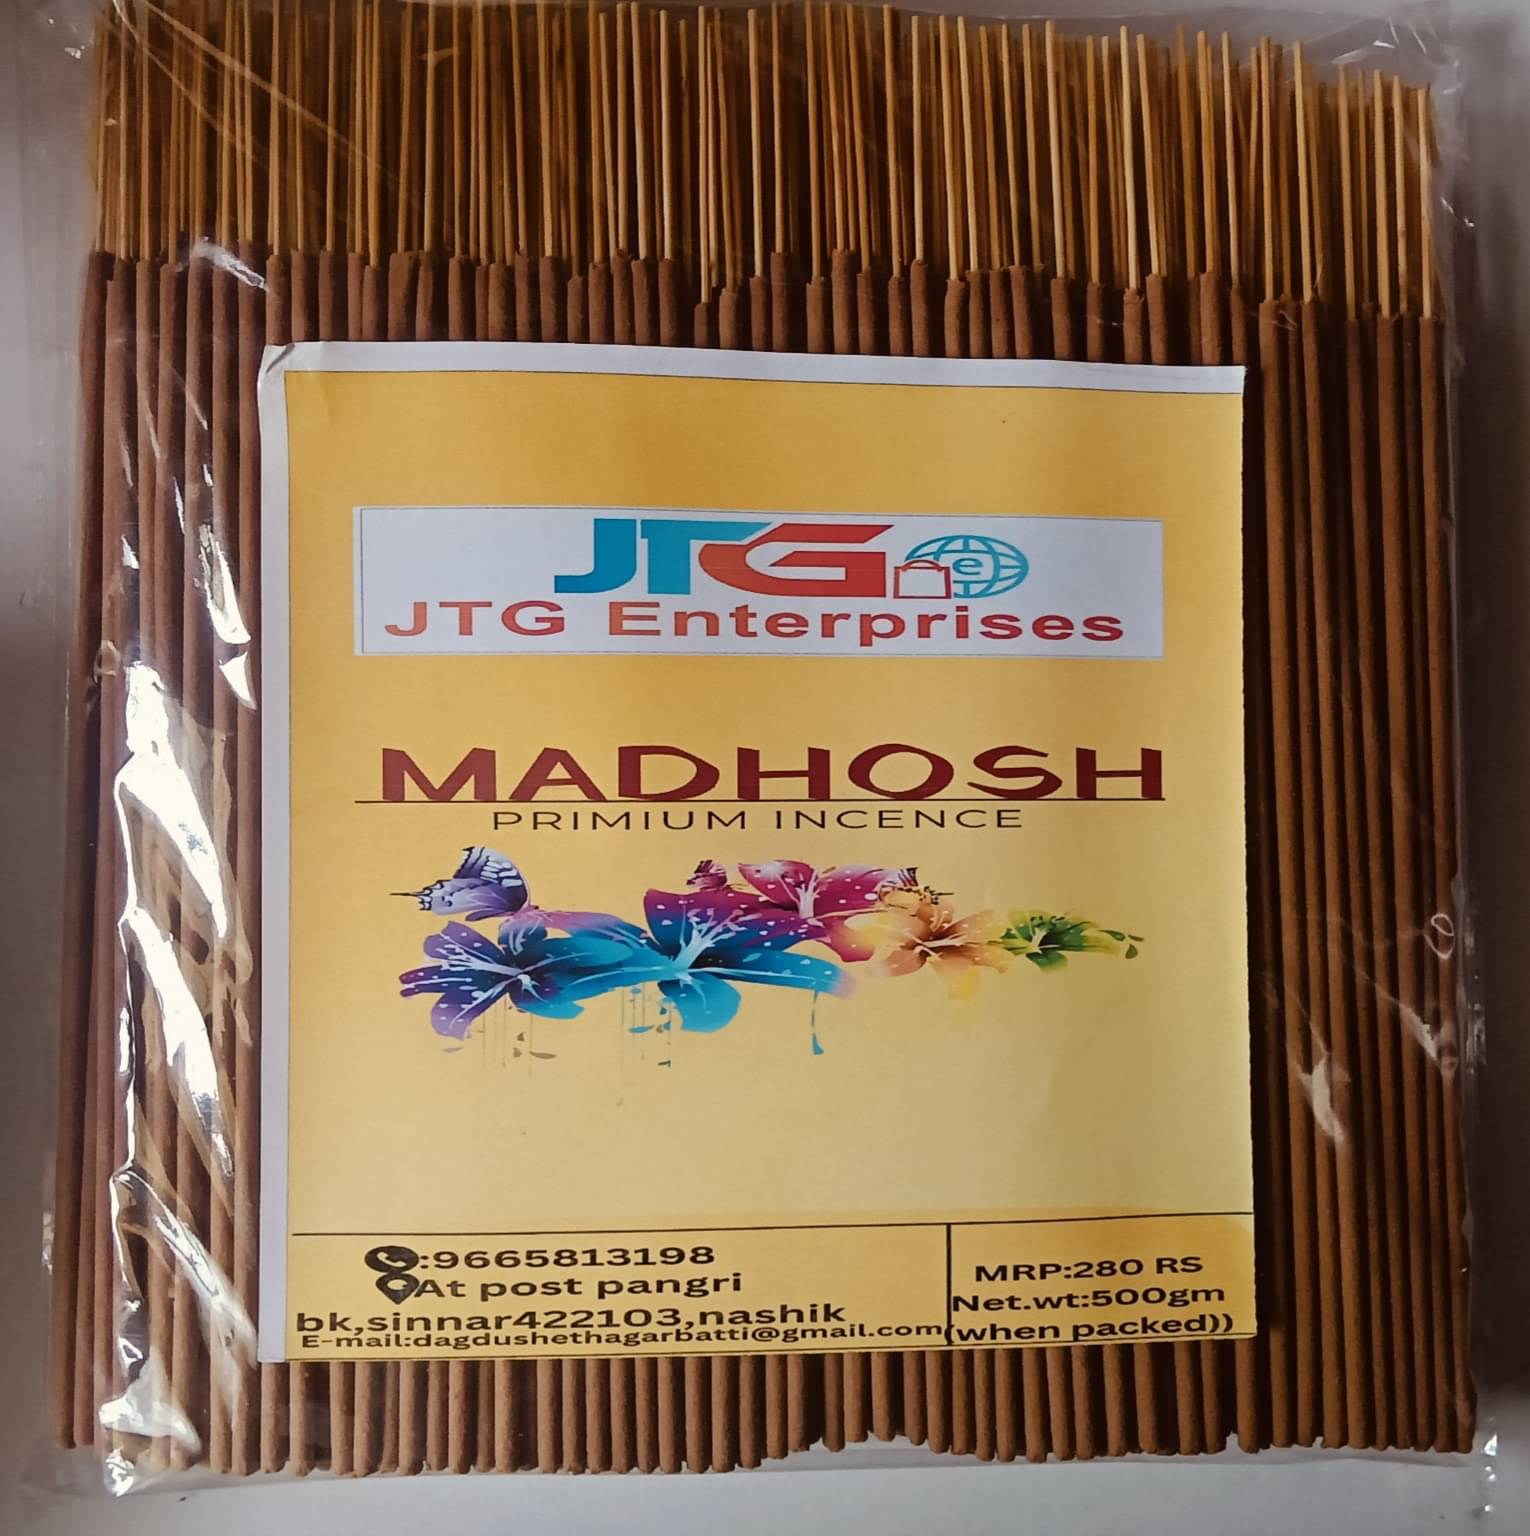 JTG e
JTG Enterprises
MADHOSH
PRIMIUM INCENCE
:9665813198
At post pangri
bk,sinnar422103,nashik
E-mail:dagdushethagarbatti@gmail.com
MRP:280 RS
Net.wt:500gm
(when packed))